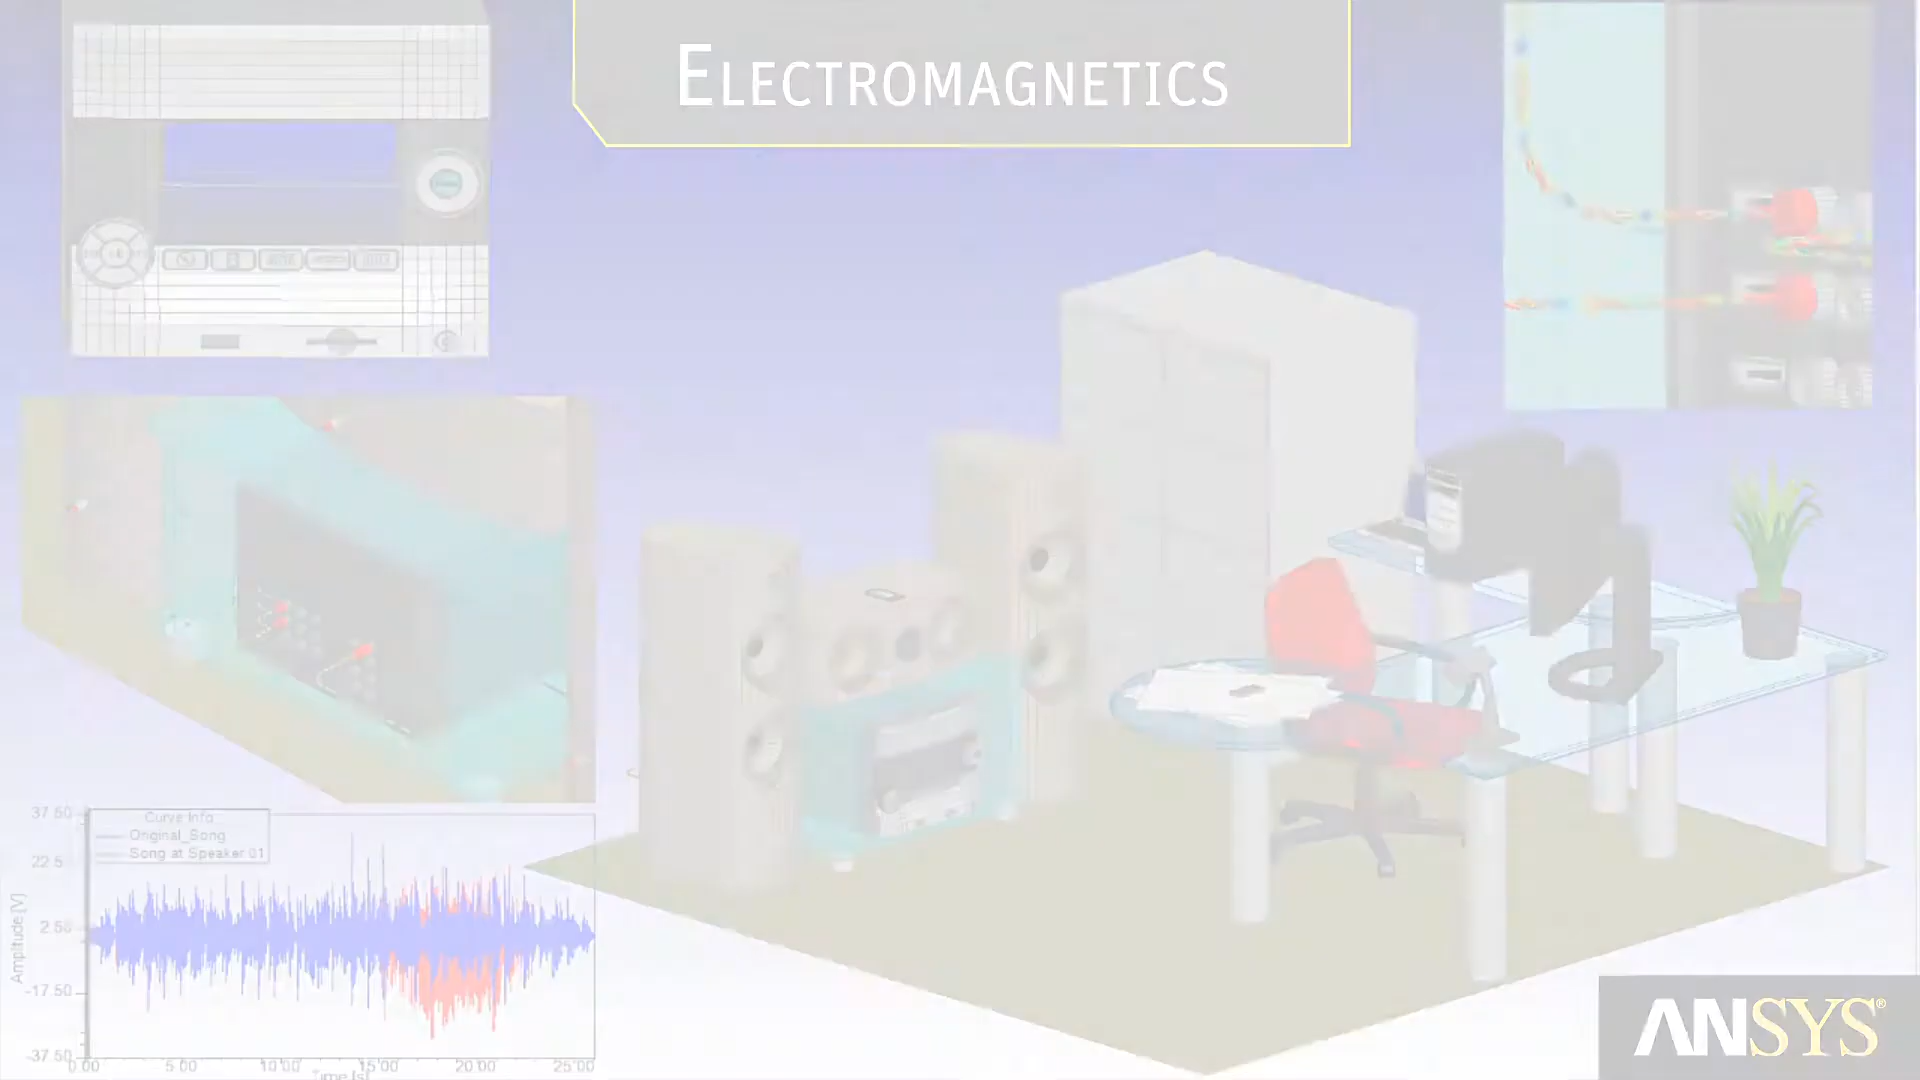 ELECTROMAGNETICS
37.50
Curve Info
Original_Song
Song at Speaker 01
22.5
Amplitude [V]
2.50
-17.50
-37.50
0.00 5.00 10.00 15.00 20.00 25.00
Time [s]
ANSYS®